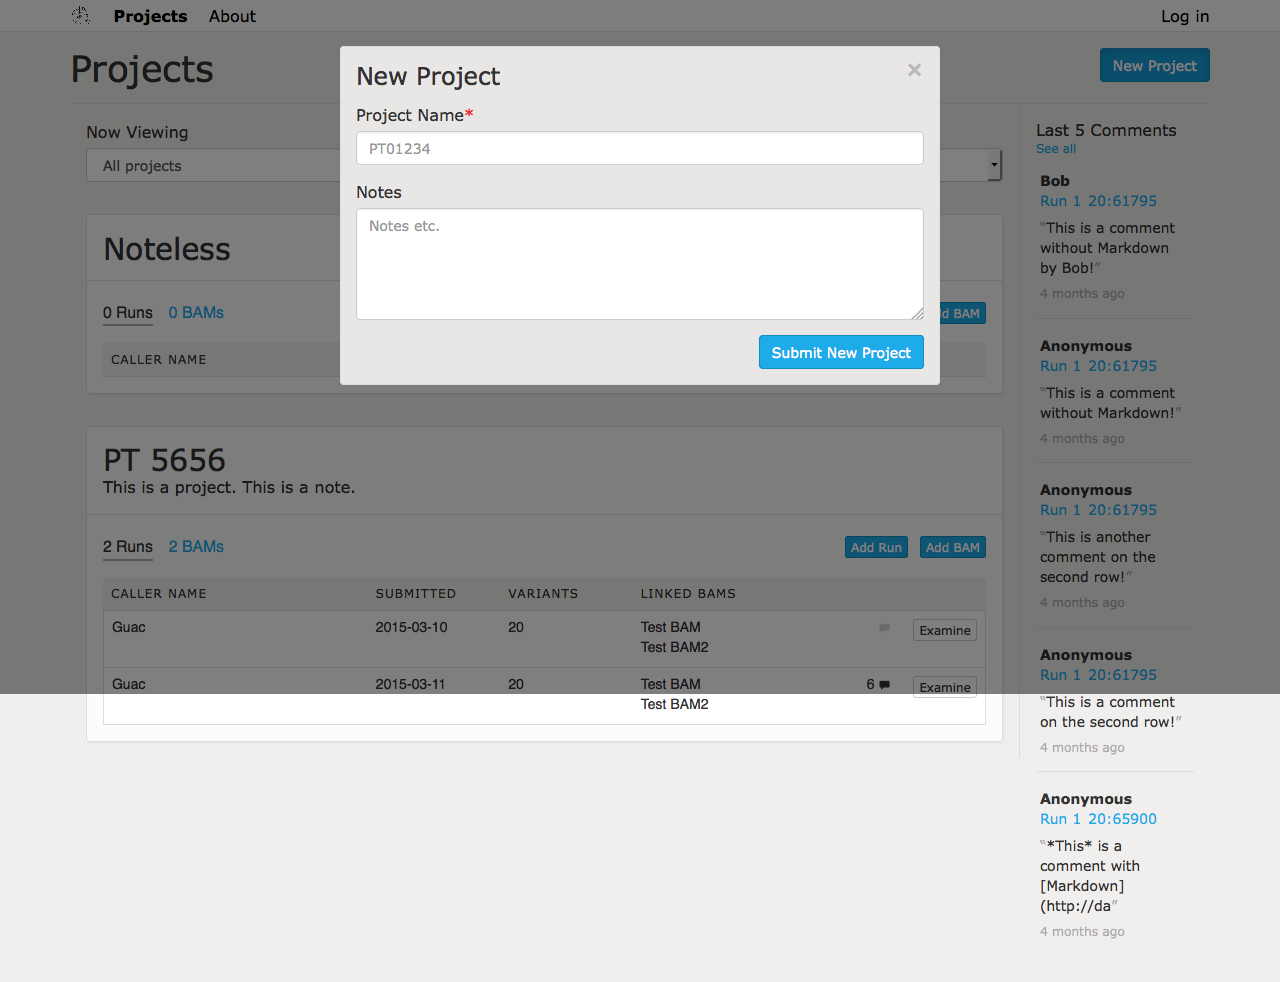 Projects About Log in
Projects
New Project
New Project ×
Project Name*
PT01234
Notes
Notes etc.
Submit New Project
Now Viewing
All projects
Noteless
0 Runs 0 BAMs
dd BAM
CALLER NAME
PT 5656
This is a project. This is a note.
2 Runs 2 BAMs Add Run Add BAM
CALLER NAME SUBMITTED VARIANTS LINKED BAMS
Guac 2015-03-10 20 Test BAM Examine
Test BAM2
Guac 2015-03-11 20 Test BAM 6 Examine
Test BAM2
Last 5 Comments
See all
Bob
Run 1 20:61795
“This is a comment
without Markdown
by Bob!”
4 months ago
Anonymous
Run 1 20:61795
“This is a comment
without Markdown!”
4 months ago
Anonymous
Run 1 20:61795
“This is another
comment on the
second row!”
4 months ago
Anonymous
Run 1 20:61795
“This is a comment
on the second row!”
4 months ago
Anonymous
Run 1 20:65900
“*This* is a
comment with
[Markdown]
(http://da”
4 months ago